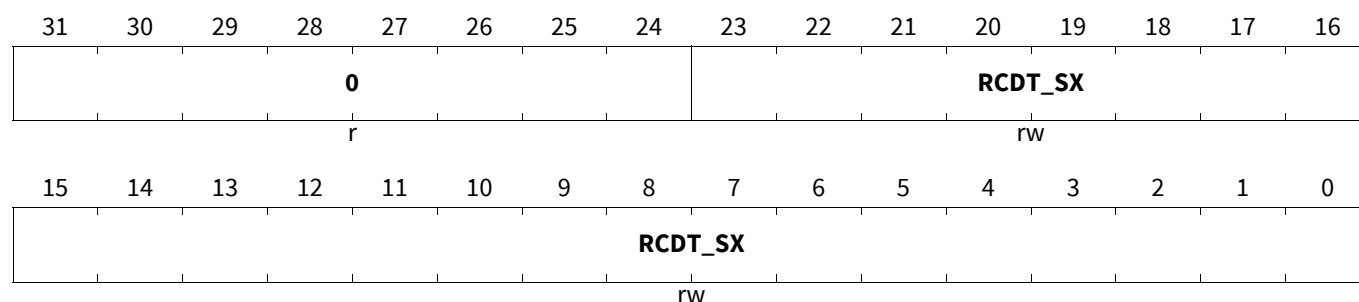 31 30 29 28 27 26 25 24 23 22 21 20 19 18 17 16
0 RCDT_SX
r rw
15 14 13 12 11 10 9 8 7 6 5 4 3 2 1 0
RCDT_SX
rw